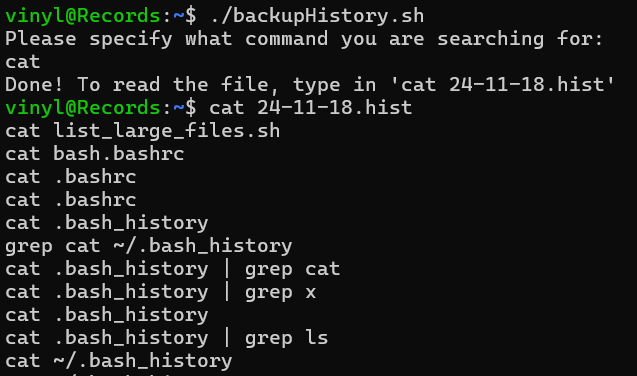 vinyl@Records:~$ ./backupHistory.sh
Please specify what command you are searching for:
cat
Done! To read the file, type in 'cat 24-11-18.hist'
vinyl@Records:~$ cat 24-11-18.hist
cat list_large_files.sh
cat bash.bashrc
cat .bashrc
cat .bashrc
cat .bash_history
grep cat ~/.bash_history
cat .bash_history | grep cat
cat .bash_history | grep x
cat .bash_history
cat .bash_history | grep ls
cat ~/.bash_history